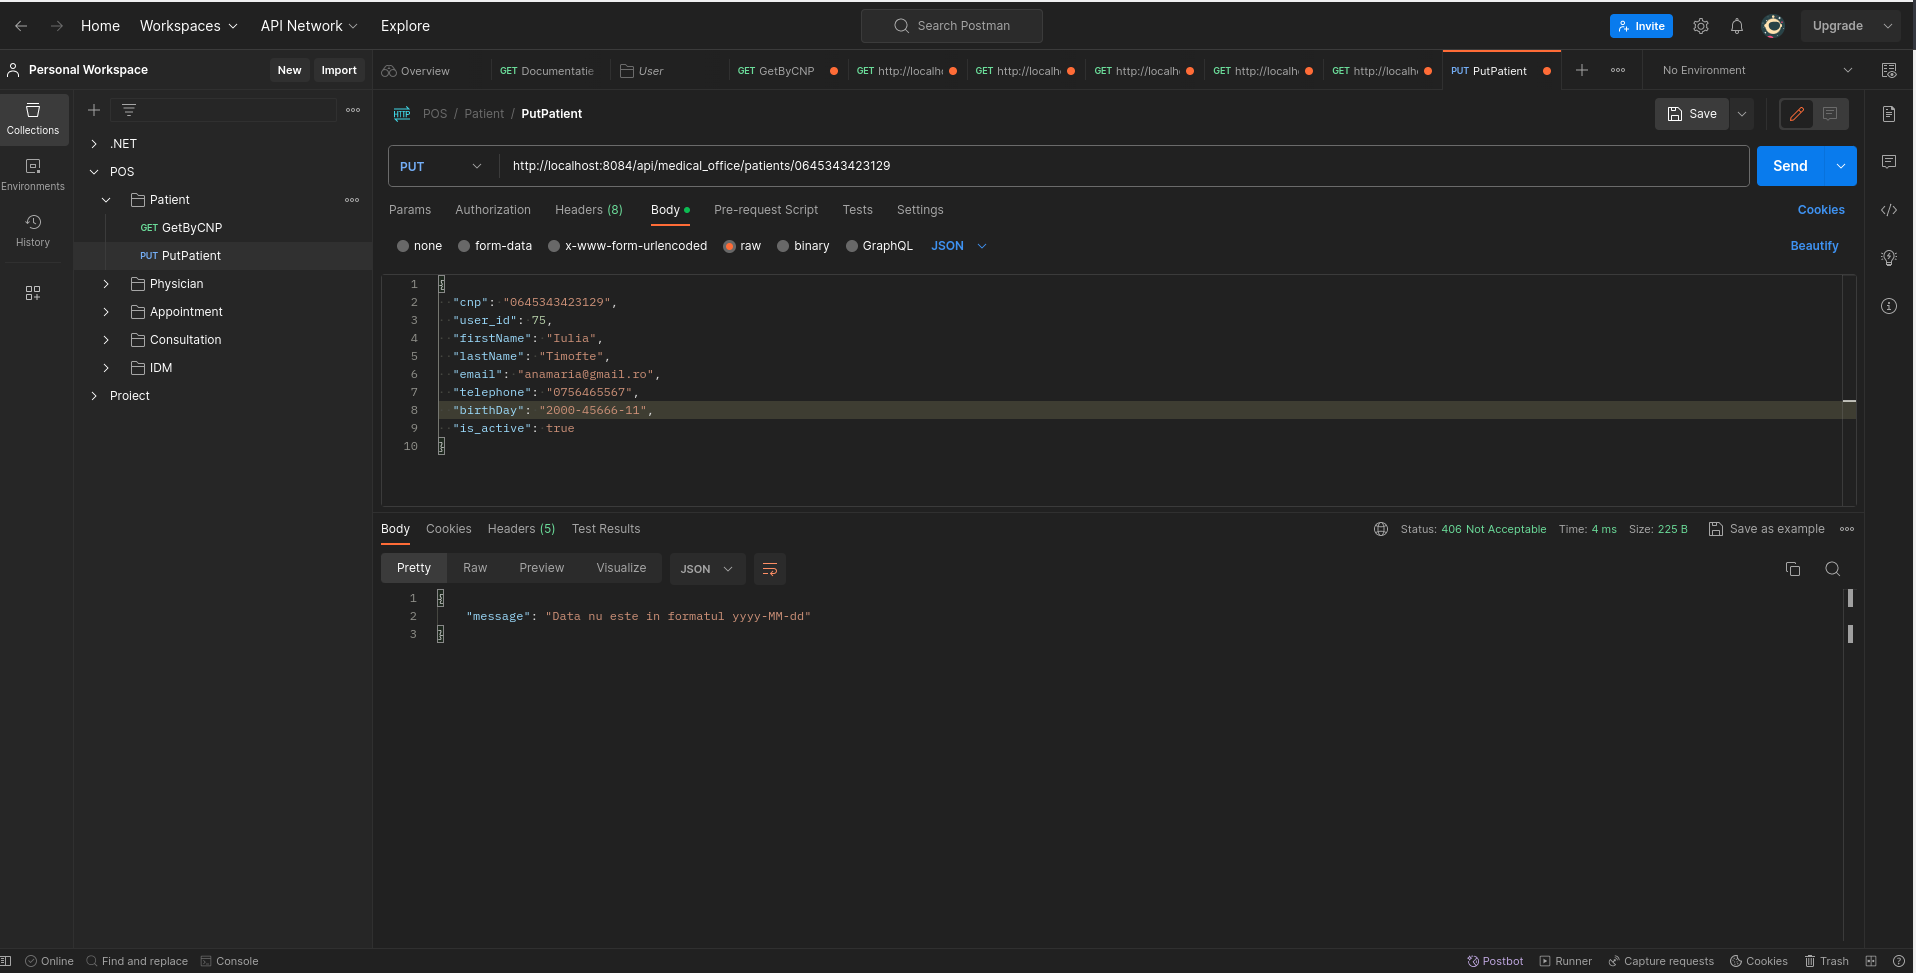 Home Workspaces API Network Explore Search Postman Invite Upgrade
Personal Workspace New Import
Overview GET Documentatie User GET GetByCNP GET http://localh GET http://localh GET http://localh GET http://localh GET http://localh PUT PutPatient No Environment
Collections
Environments
History
.NET
POS
Patient
GET GetByCNP
PUT PutPatient
Physician
Appointment
Consultation
IDM
Project
HTTP POS / Patient / PutPatient Save
PUT http://localhost:8084/api/medical_office/patients/0645343423129 Send
Params Authorization Headers (8) Body Pre-request Script Tests Settings Cookies
none form-data x-www-form-urlencoded raw binary GraphQL JSON Beautify
1 {
2 "cnp": "0645343423129",
3 "user_id": 75,
4 "firstName": "Iulia",
5 "lastName": "Timofte",
6 "email": "anamaria@gmail.ro",
7 "telephone": "0756465567",
8 "birthDay": "2000-45666-11",
9 "is_active": true
10 }
Body Cookies Headers (5) Test Results Status: 406 Not Acceptable Time: 4 ms Size: 225 B Save as example
Pretty Raw Preview Visualize JSON
1 {
2 "message": "Data nu este in formatul yyyy-MM-dd"
3 }
Online Find and replace Console Postbot Runner Capture requests Cookies Trash